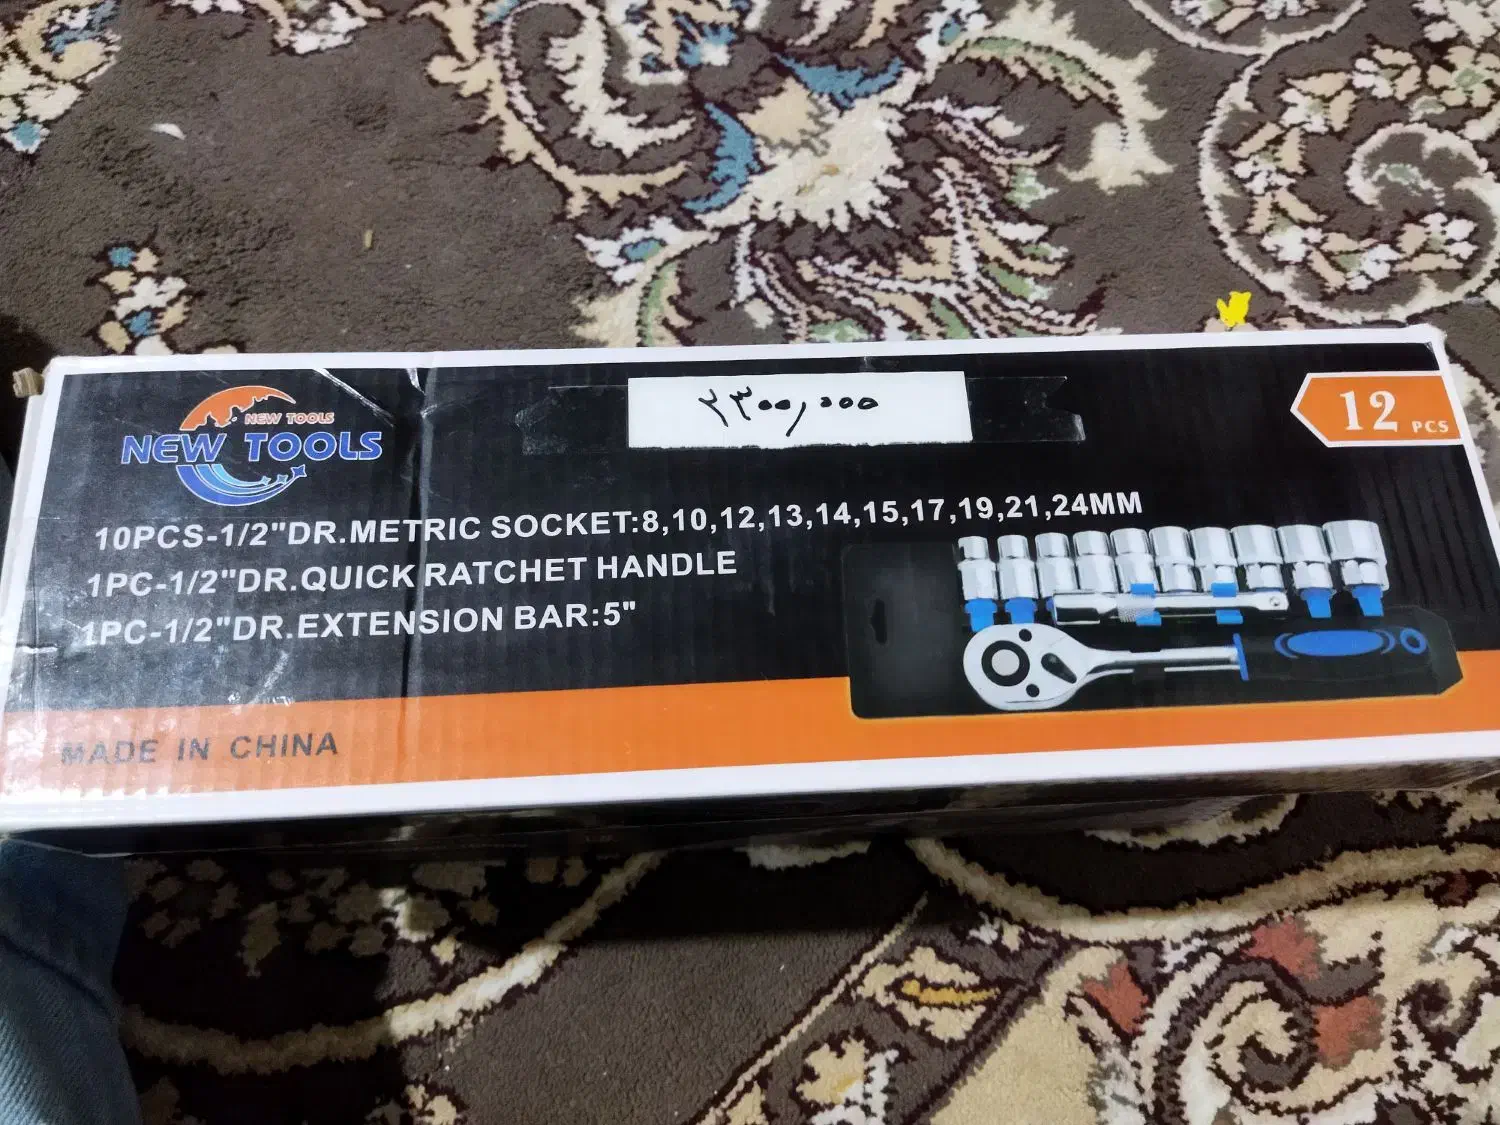 NEW TOOLS
NEW TOOLS
۲۳۰۰,۰۰۰
12 PCS
10PCS-1/2"DR.METRIC SOCKET:8,10,12,13,14,15,17,19,21,24MM
1PC-1/2"DR.QUICK RATCHET HANDLE
1PC-1/2"DR.EXTENSION BAR:5"
MADE IN CHINA